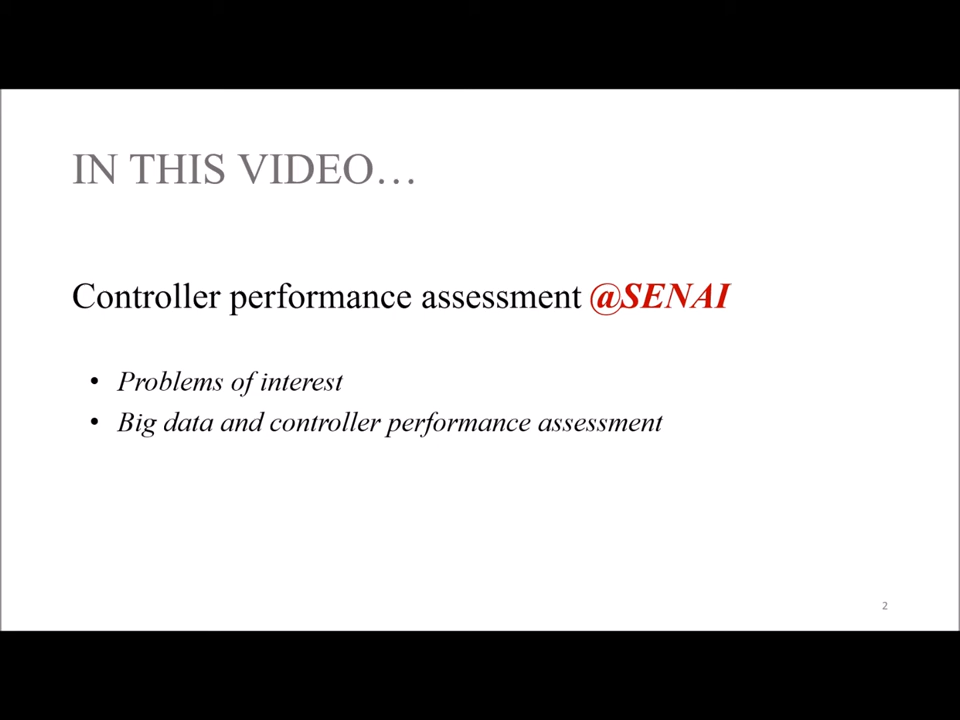 IN THIS VIDEO…
Controller performance assessment @SENAI
• Problems of interest
• Big data and controller performance assessment
2